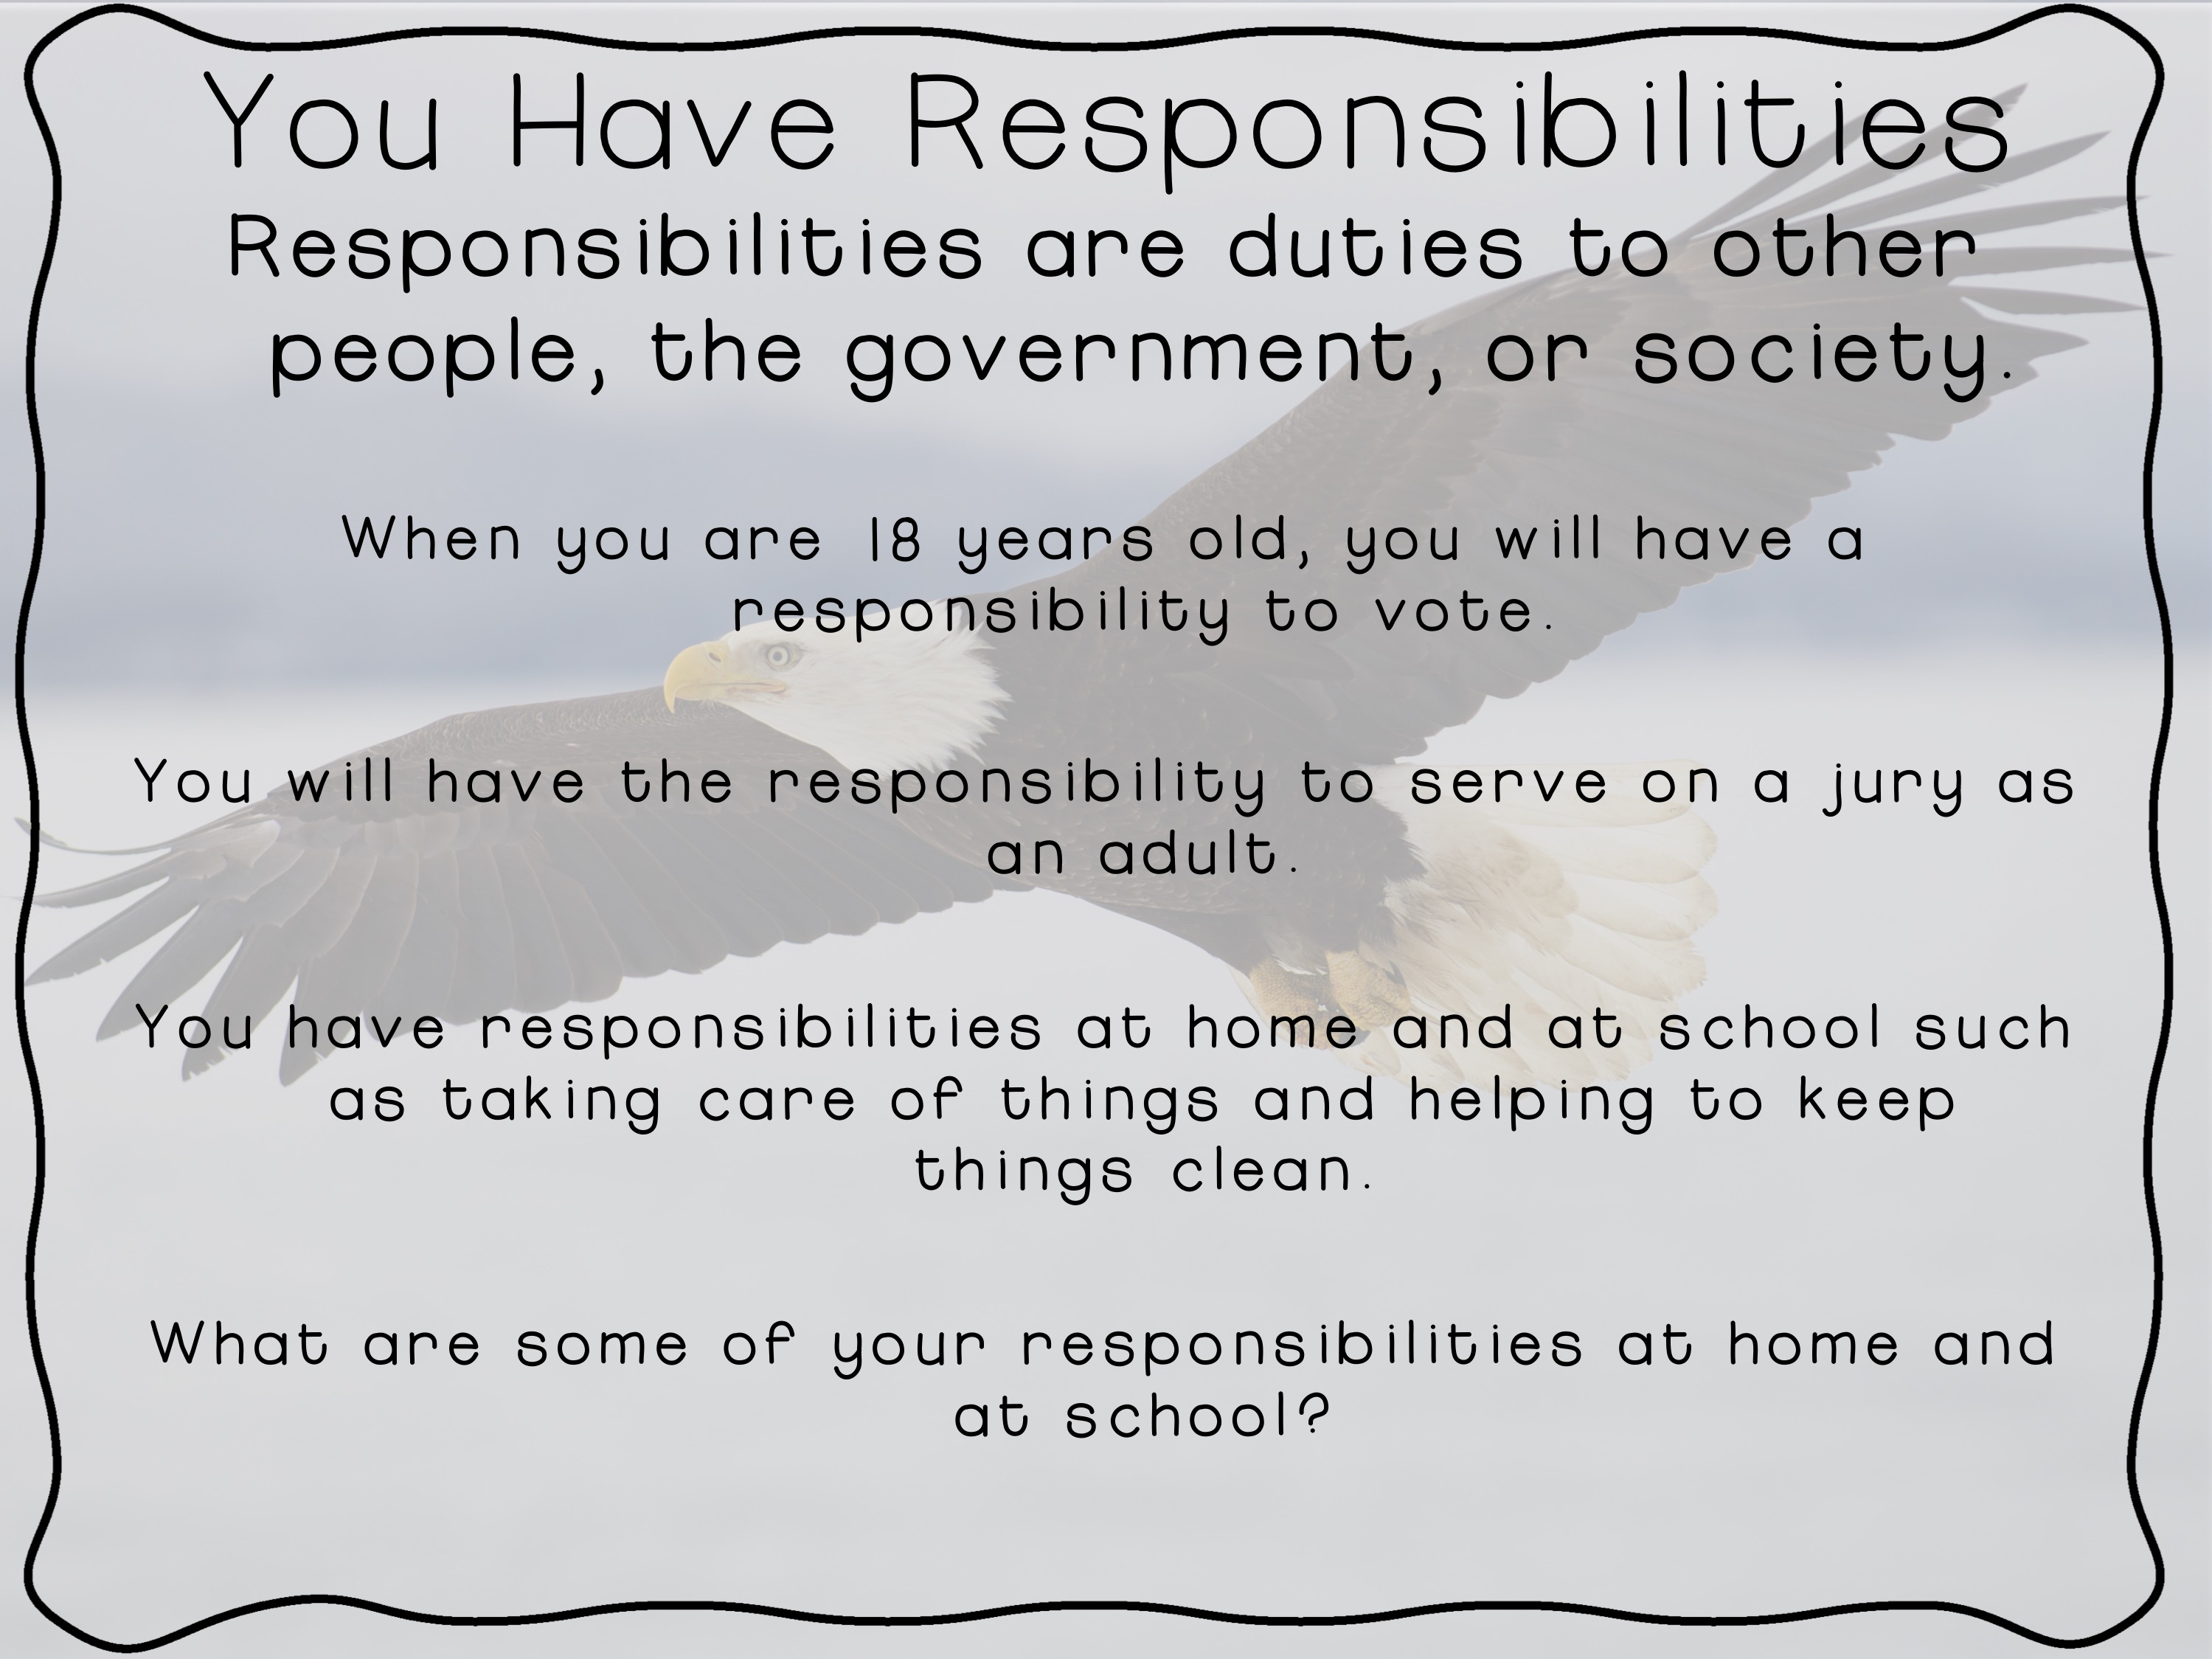 You Have Responsibilities
Responsibilities are duties to other
people, the government, or society.
When you are 18 years old, you will have a
responsibility to vote.
You will have the responsibility to serve on a jury as
an adult.
You have responsibilities at home and at school such
as taking care of things and helping to keep
things clean.
What are some of your responsibilities at home and
at school?